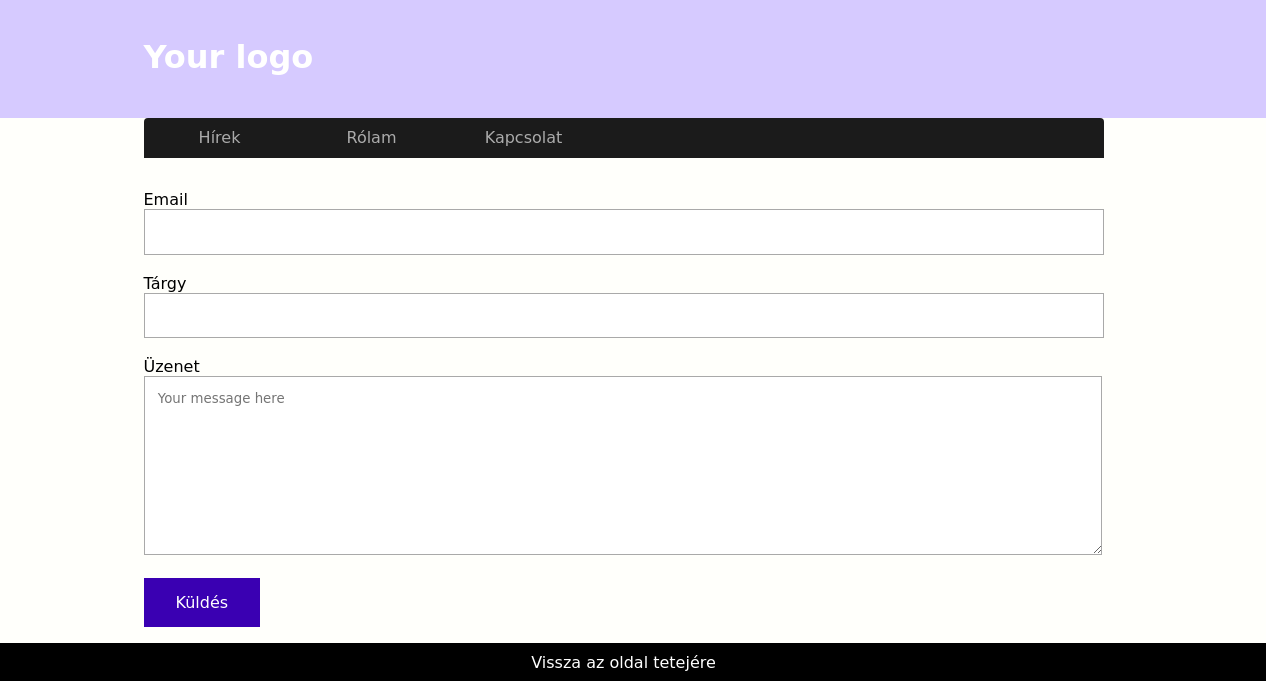 Your logo
Hírek Rólam Kapcsolat
Email
Tárgy
Üzenet
Your message here
Küldés
Vissza az oldal tetejére